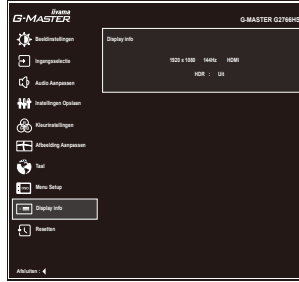 iiyama
G-MASTER
G-MASTER G2766HS
Beeldinstellingen
Display info
Ingangsselectie
1920 x 1080 144Hz HDMI
HDR : Uit
Audio Aanpassen
Instellingen Opslaan
Kleurinstellingen
Afbeelding Aanpassen
Taal
Menu Setup
Display info
Resetten
Afsluiten :